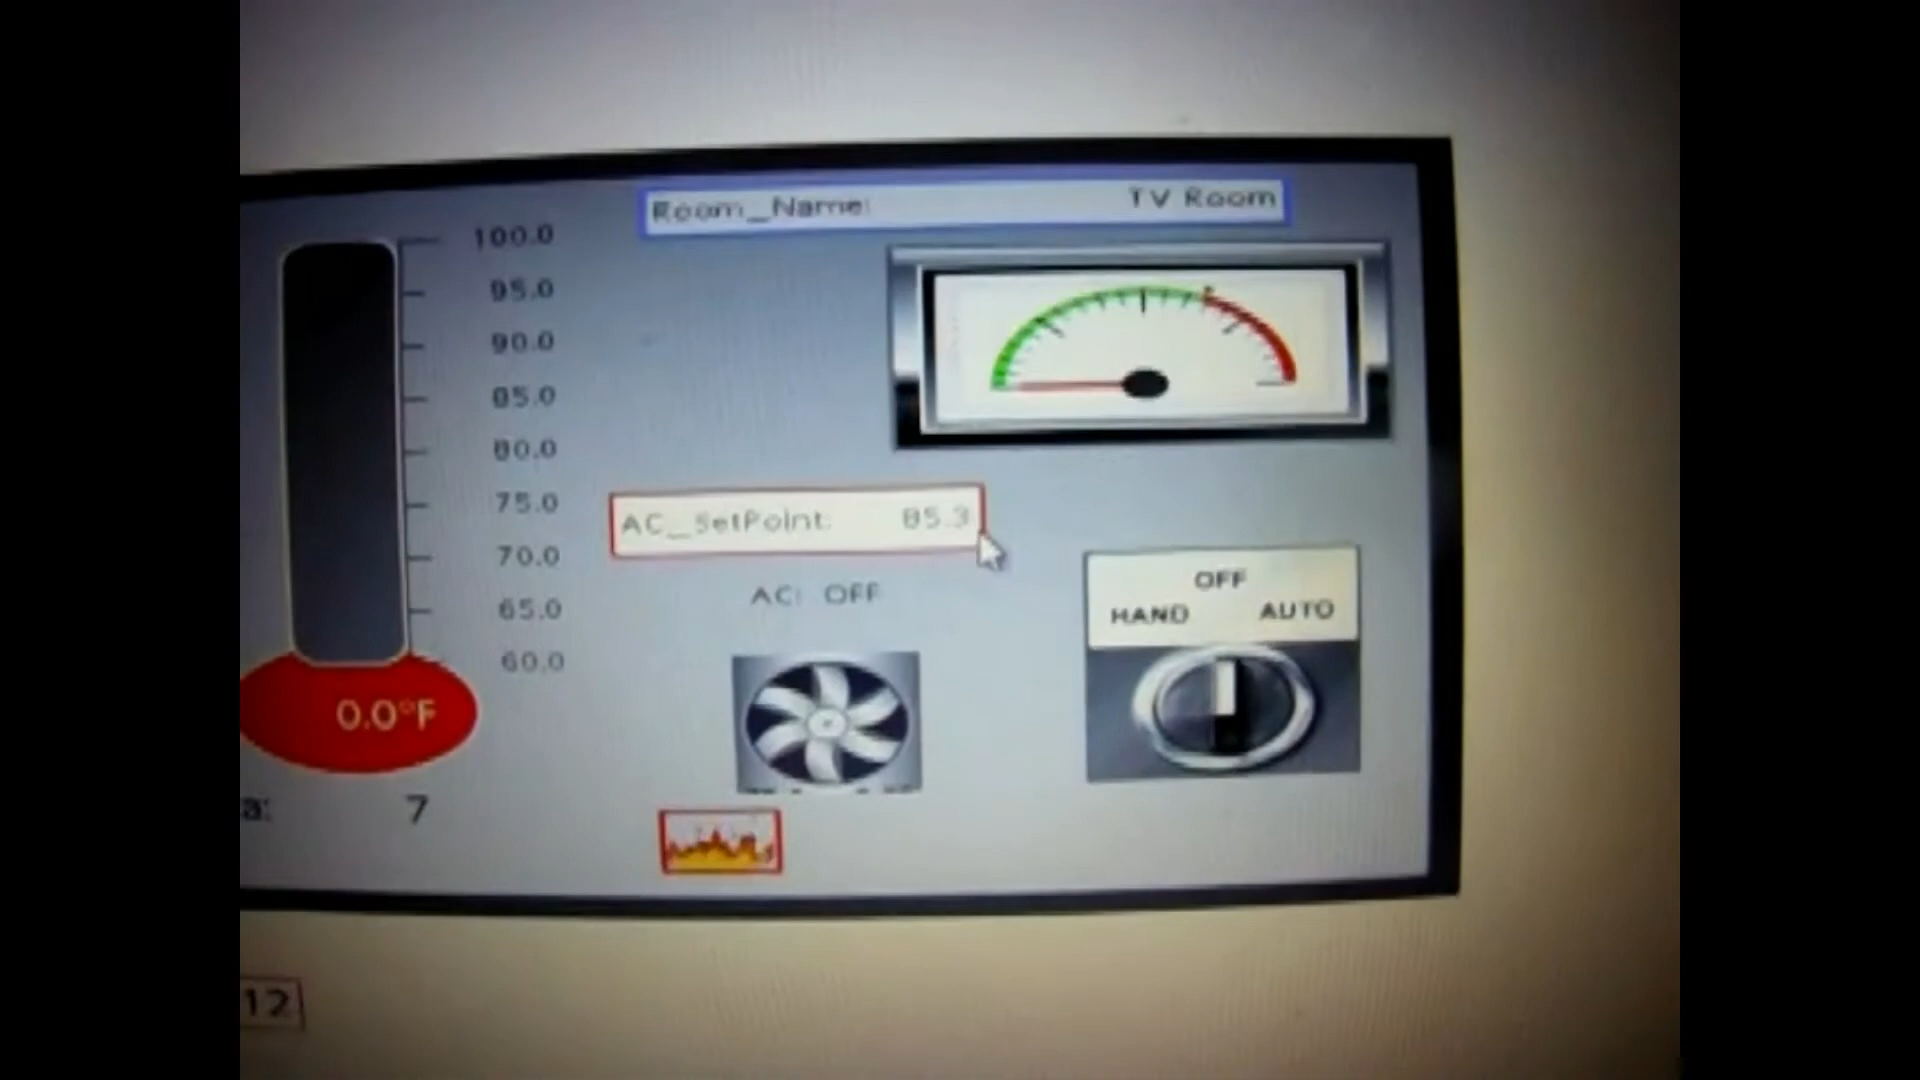 Room_Name: TV Room
100.0
95.0
90.0
85.0
80.0
75.0
70.0
65.0
60.0
AC_SetPoint: 85.3
AC: OFF
OFF
HAND AUTO
0.0°F
a: 7
12